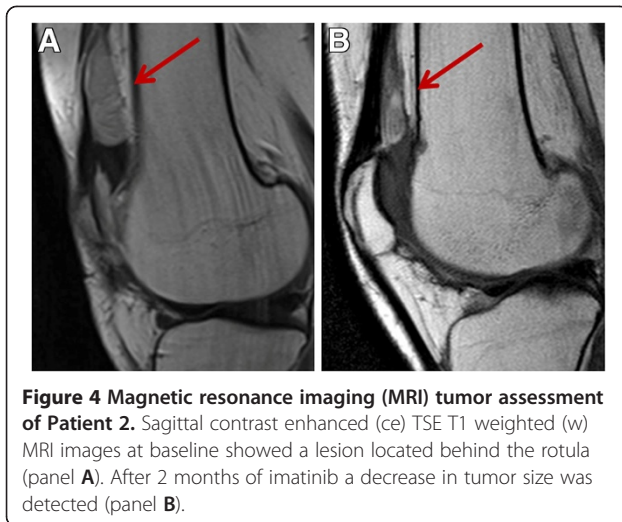 A
B
Figure 4 Magnetic resonance imaging (MRI) tumor assessment
of Patient 2. Sagittal contrast enhanced (ce) TSE T1 weighted (w)
MRI images at baseline showed a lesion located behind the rotula
(panel A). After 2 months of imatinib a decrease in tumor size was
detected (panel B).